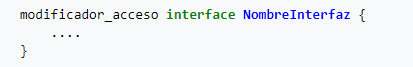 modificador_acceso interface NombreInterfaz {
    ....
}